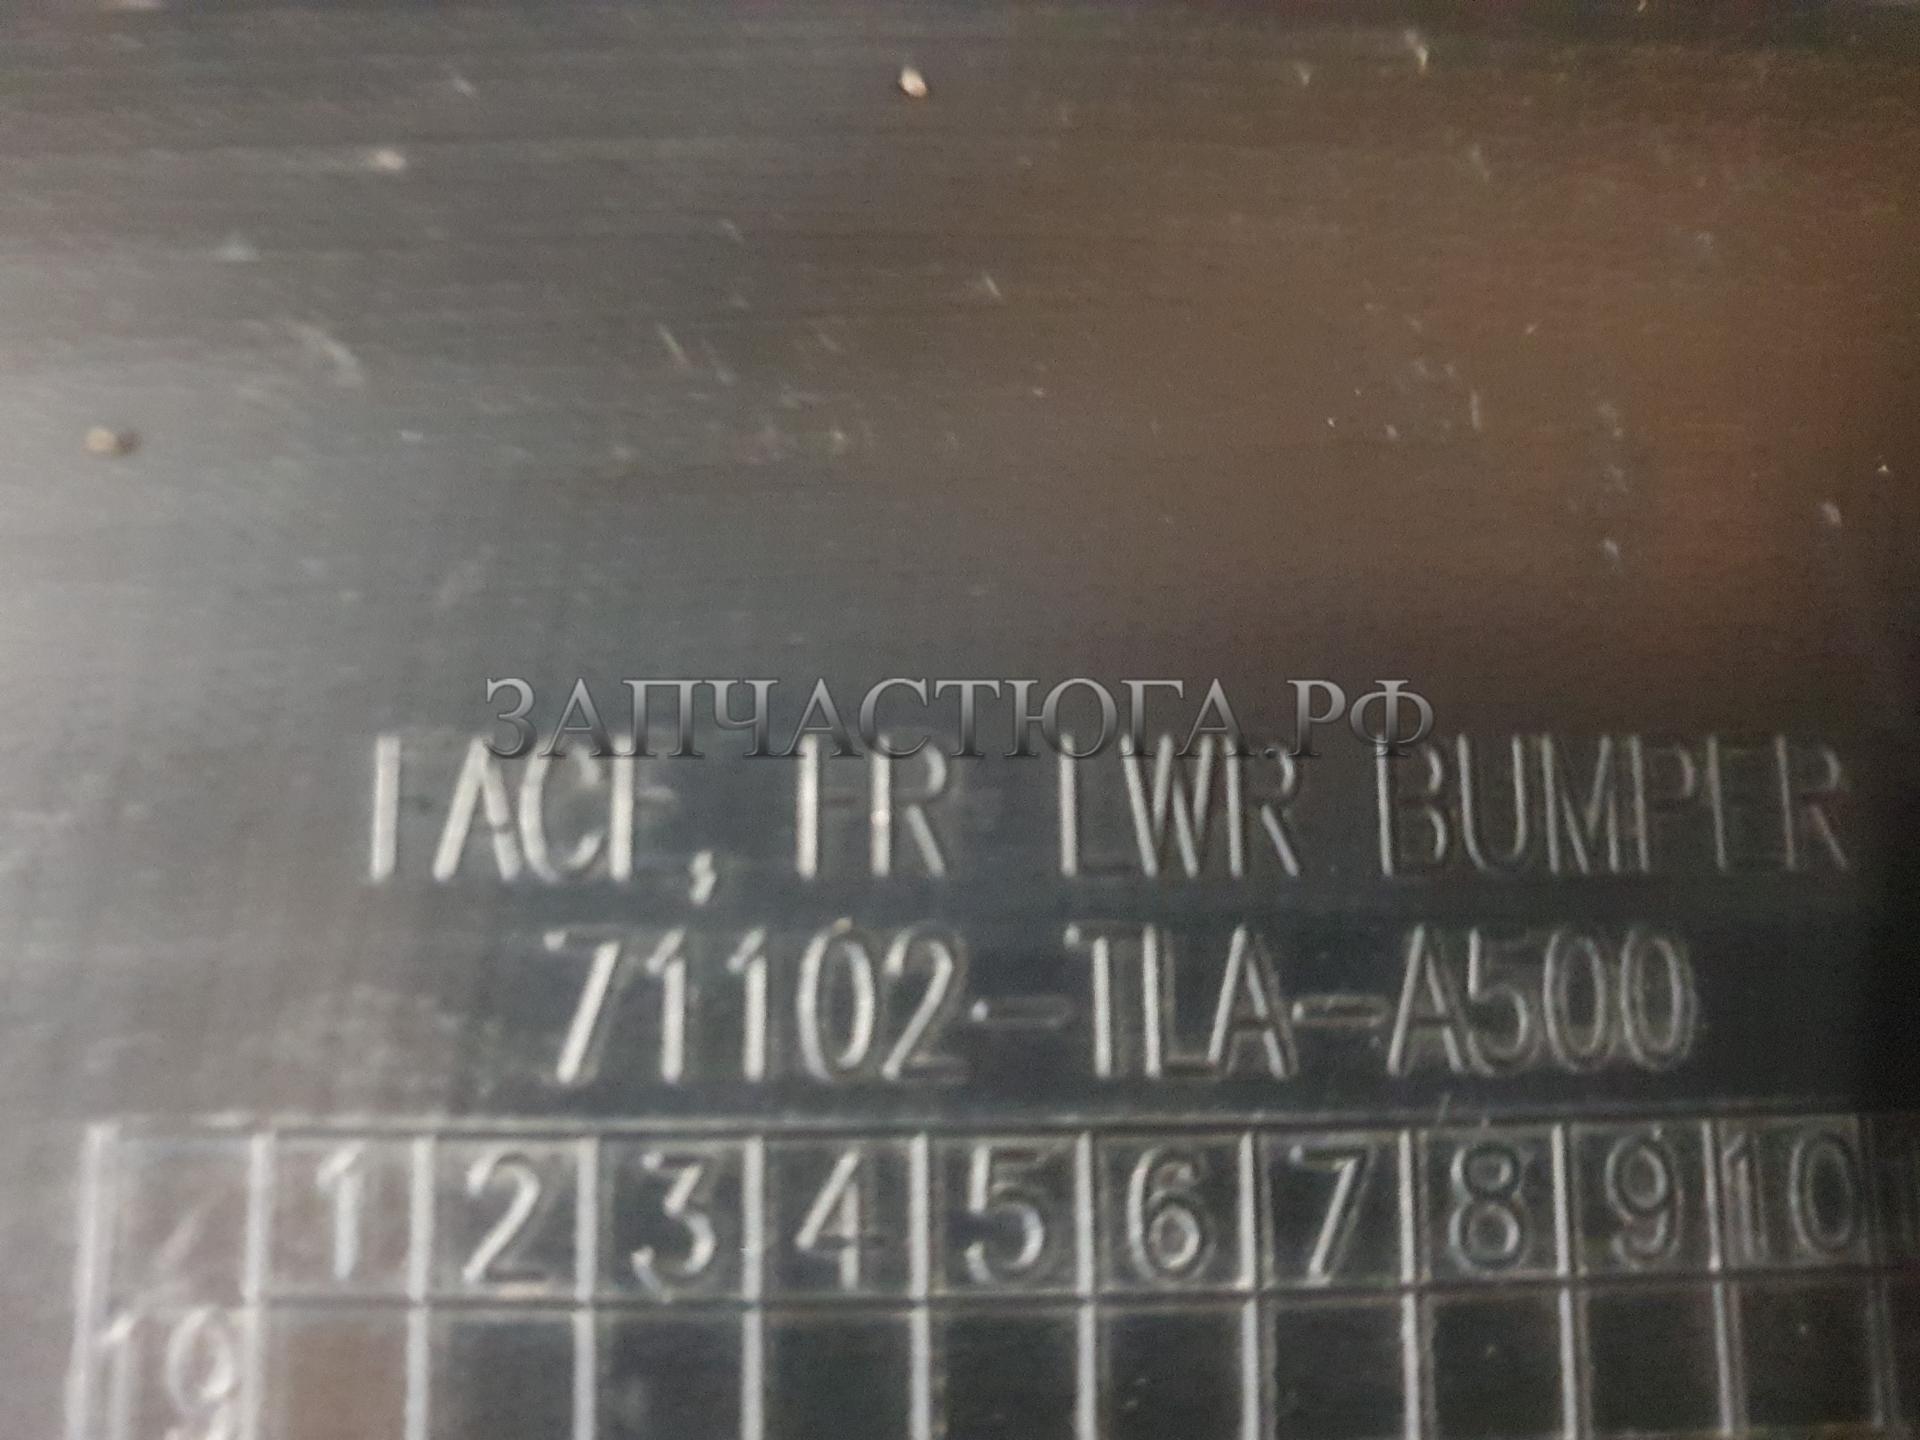 ЗАПЧАСТЮГА.РФ
FACE, FR LWR BUMPER
71102-TLA-A500
1 2 3 4 5 6 7 8 9 10
19